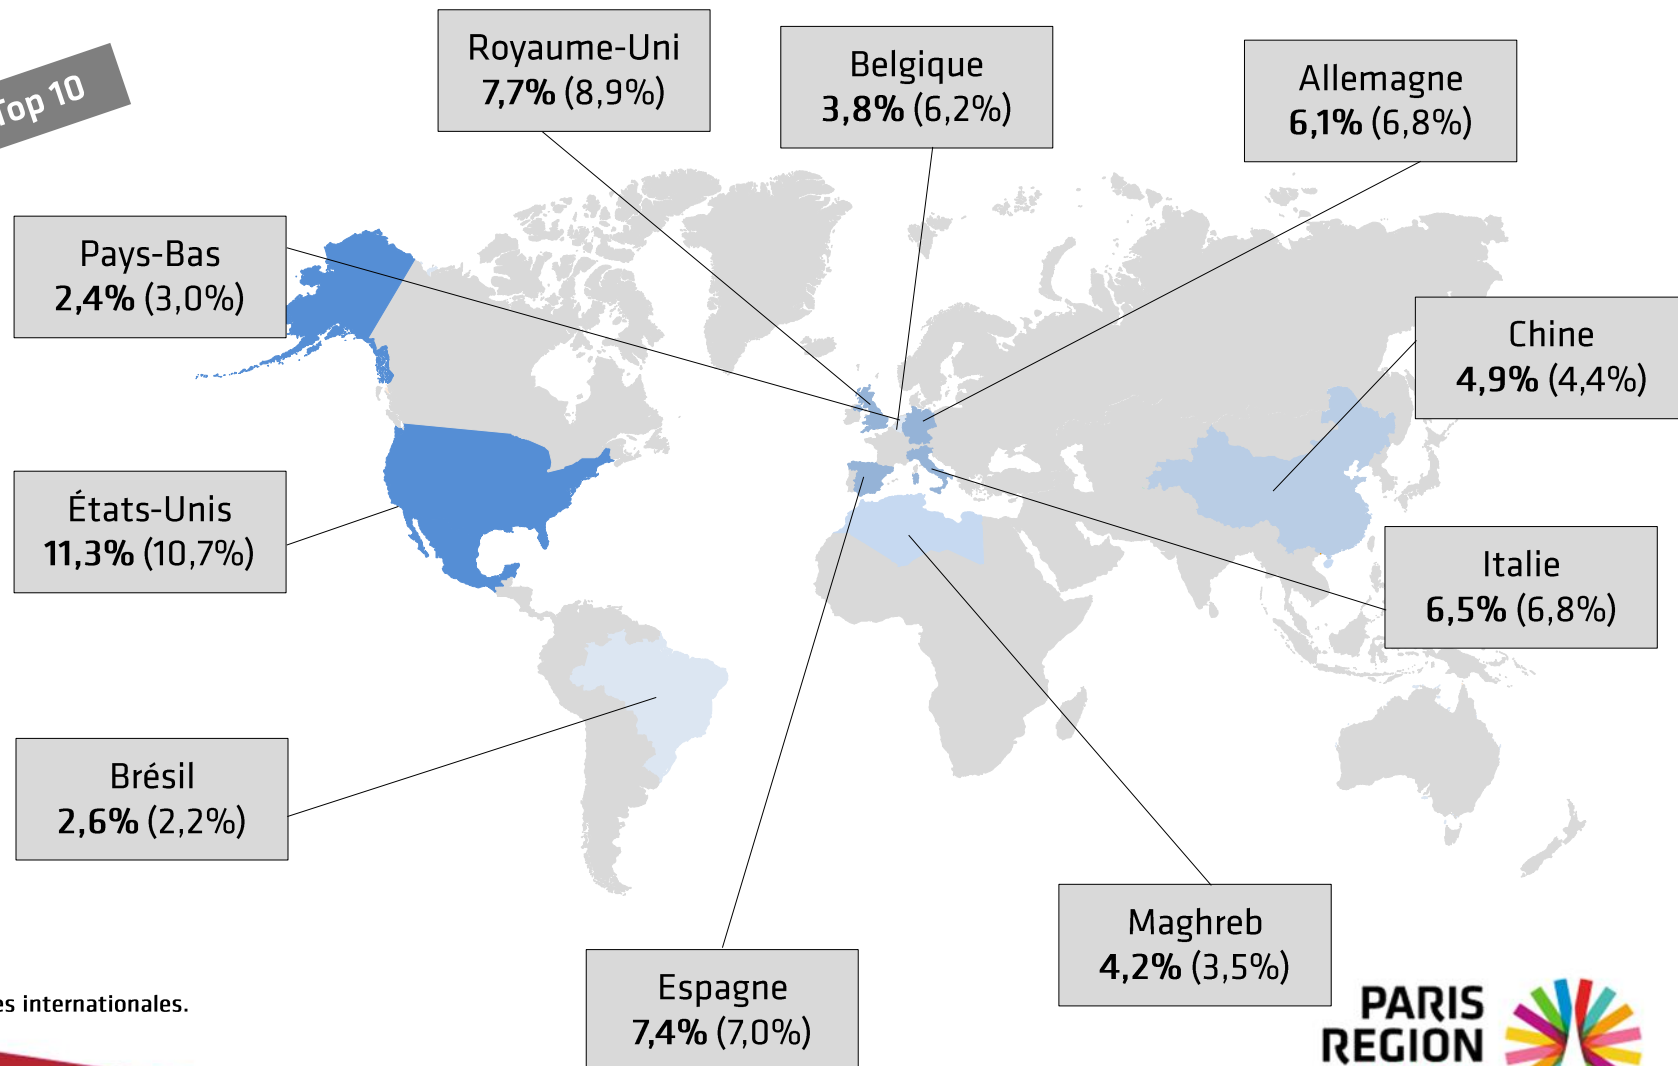 Top 10
Royaume-Uni
7,7% (8,9%)
Belgique
3,8% (6,2%)
Allemagne
6,1% (6,8%)
Pays-Bas
2,4% (3,0%)
Chine
4,9% (4,4%)
États-Unis
11,3% (10,7%)
Italie
6,5% (6,8%)
Brésil
2,6% (2,2%)
Maghreb
4,2% (3,5%)
Espagne
7,4% (7,0%)
es internationales.
PARIS
REGION